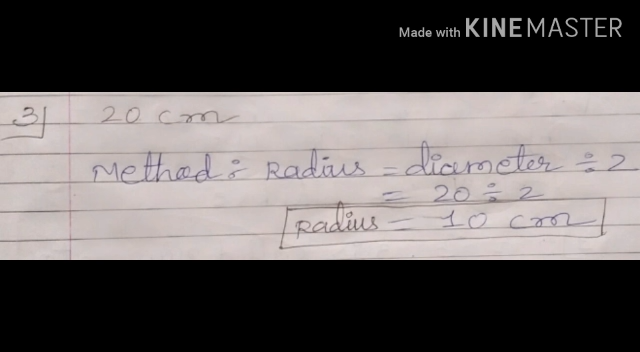 Made with KINEMASTER
3) 20 cm
Method : Radius = diameter ÷ 2
= 20 ÷ 2
Radius = 10 cm